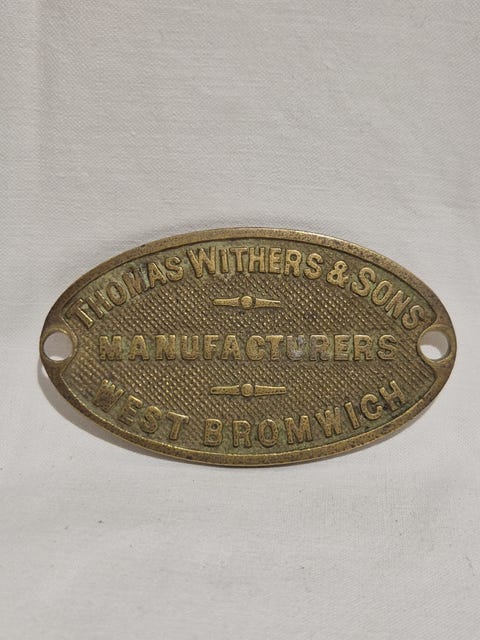 THOMAS WITHERS & SONS
MANUFACTURERS
WEST BROMWICH